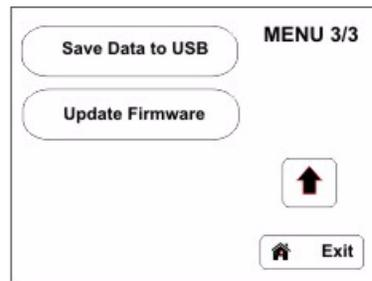 MENU 3/3
Save Data to USB
Update Firmware
Exit